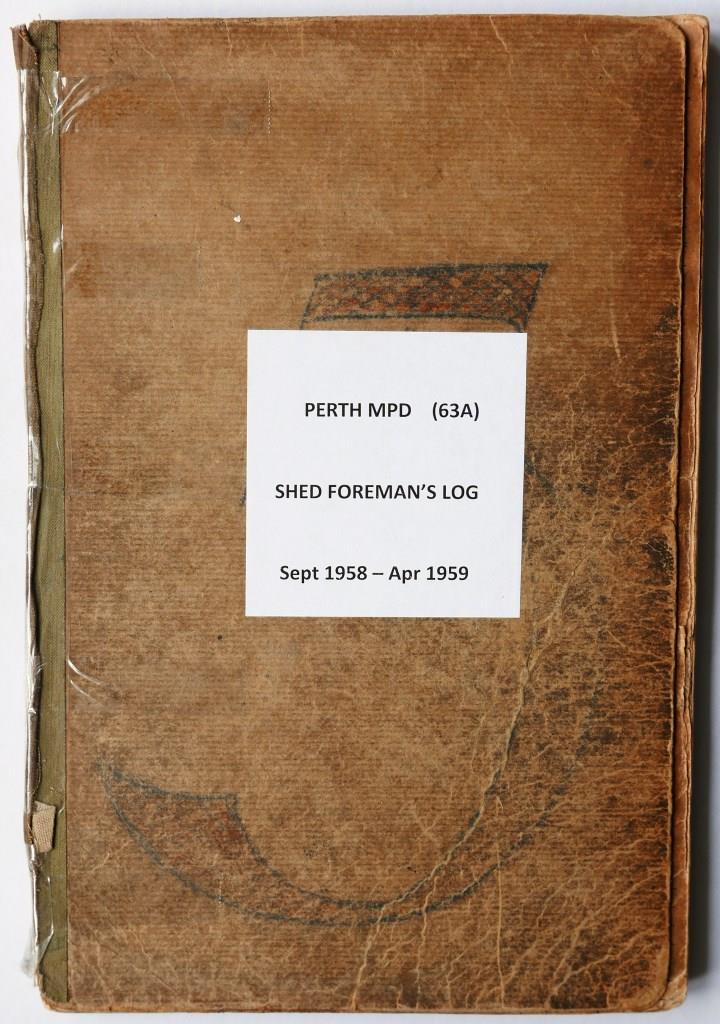 PERTH MPD (63A)
SHED FOREMAN'S LOG
Sept 1958 – Apr 1959